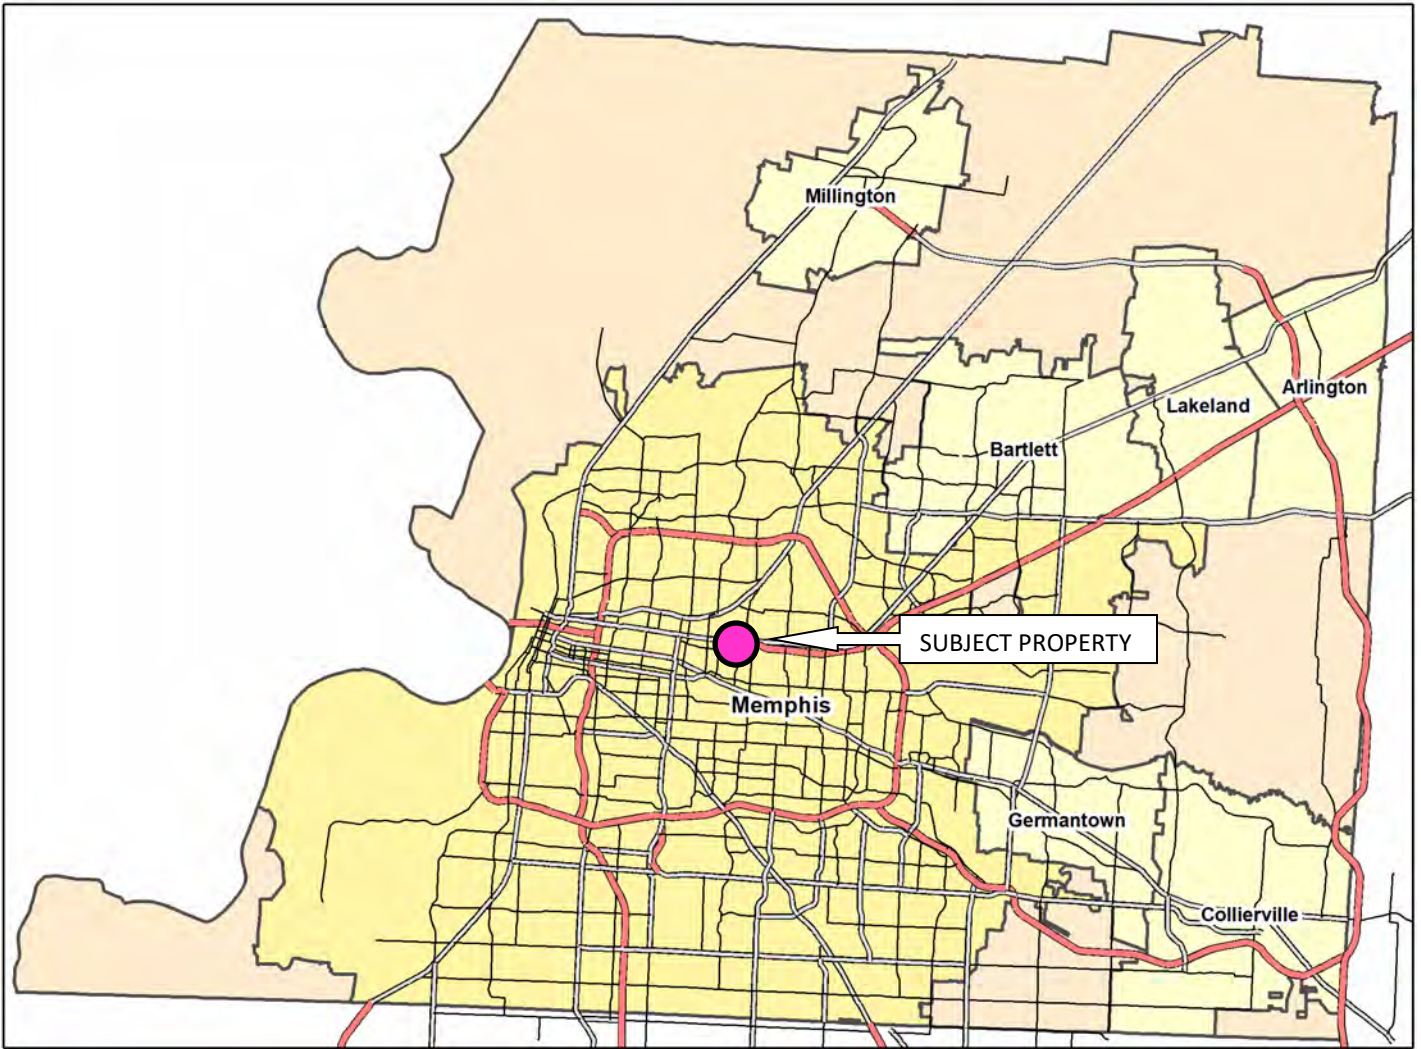 Millington
Arlington
Lakeland
Bartlett
SUBJECT PROPERTY
Memphis
Germantown
Collierville